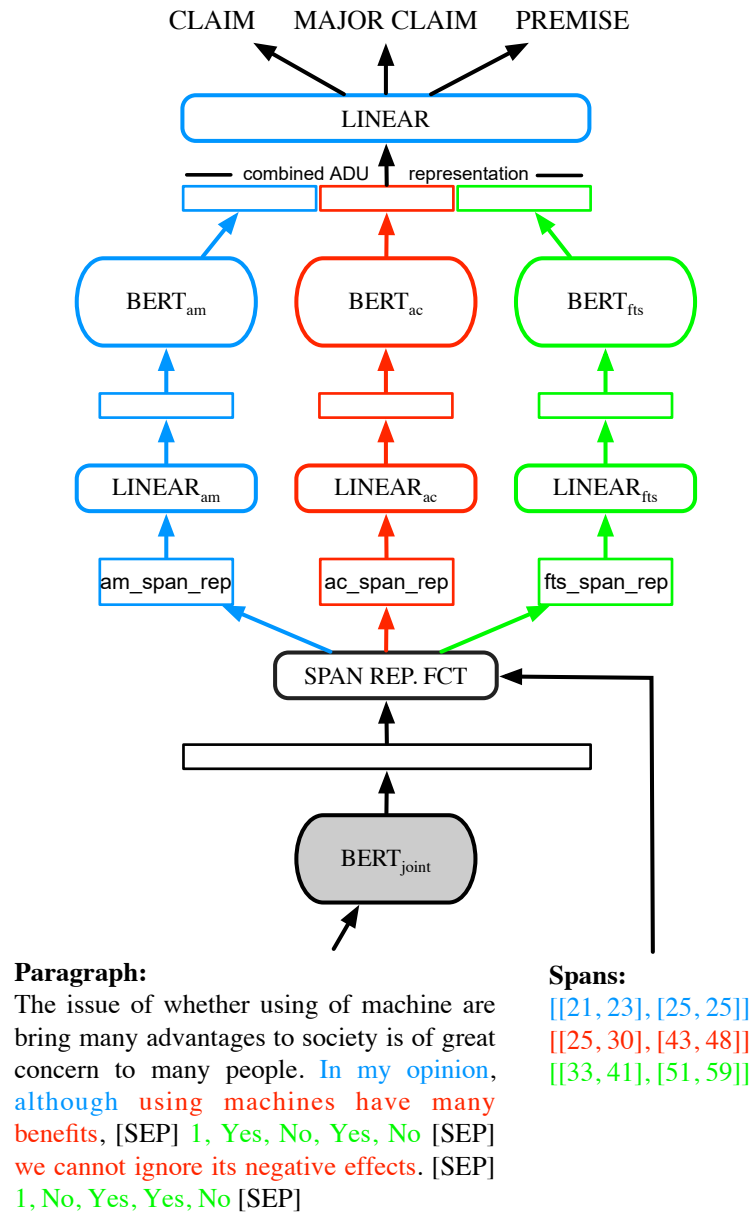 CLAIM MAJOR CLAIM PREMISE
LINEAR
combined ADU representation
BERTam BERTac BERTfts
LINEARam LINEARac LINEARfts
am_span_rep ac_span_rep fts_span_rep
SPAN REP. FCT
BERTjoint
Paragraph:
The issue of whether using of machine are
bring many advantages to society is of great
concern to many people. In my opinion,
although using machines have many
benefits, [SEP] 1, Yes, No, Yes, No [SEP]
we cannot ignore its negative effects. [SEP]
1, No, Yes, Yes, No [SEP]
Spans:
[[21, 23], [25, 25]]
[[25, 30], [43, 48]]
[[33, 41], [51, 59]]